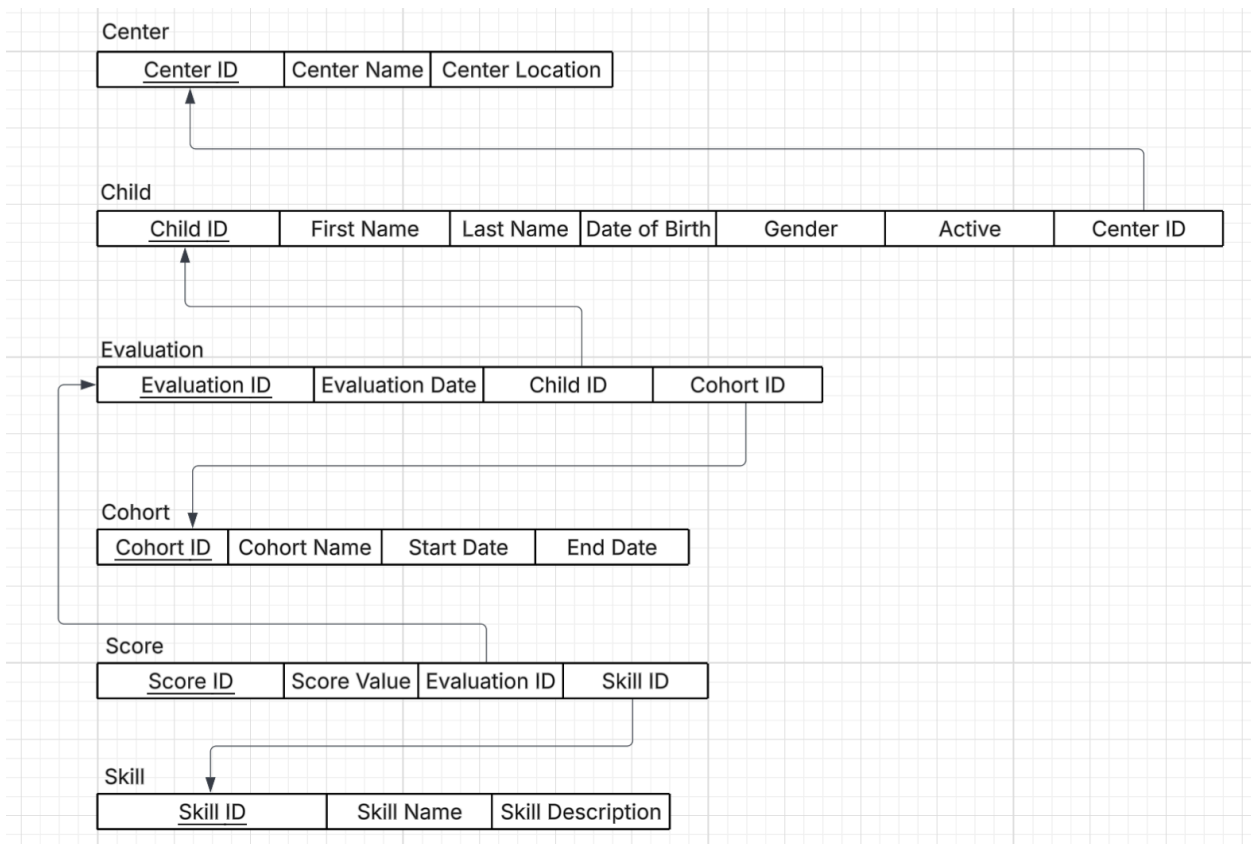 Center
Center ID Center Name Center Location
Child
Child ID First Name Last Name Date of Birth Gender Active Center ID
Evaluation
Evaluation ID Evaluation Date Child ID Cohort ID
Cohort
Cohort ID Cohort Name Start Date End Date
Score
Score ID Score Value Evaluation ID Skill ID
Skill
Skill ID Skill Name Skill Description